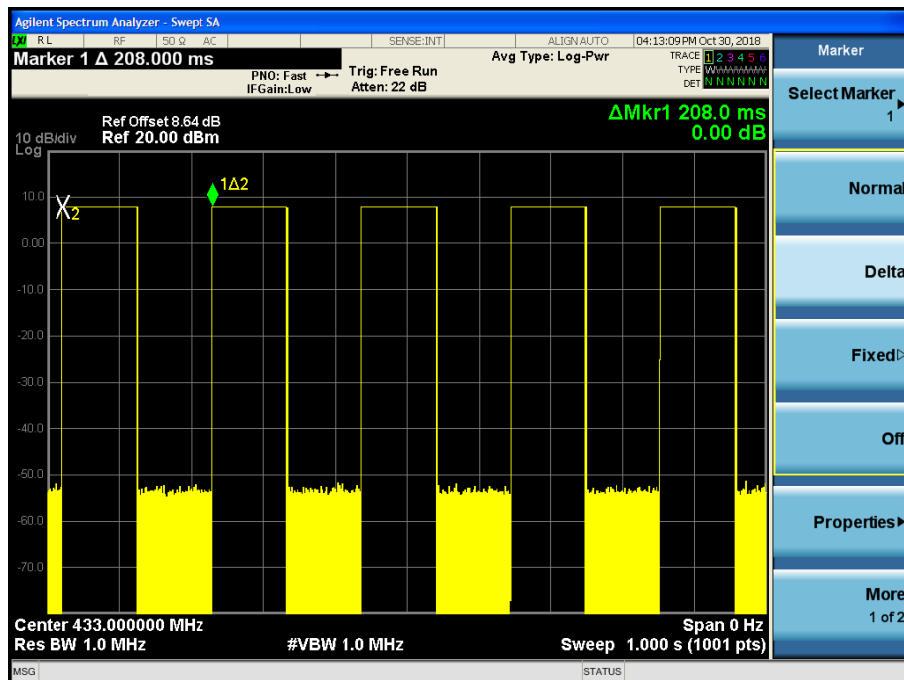 Agilent Spectrum Analyzer - Swept SA
LXI RL RF 50 Ω AC SENSE:INT ALIGN AUTO 04:13:09 PM Oct 30, 2018
Marker 1 Δ 208.000 ms
PNO: Fast
IFGain:Low
Trig: Free Run
Atten: 22 dB
Avg Type: Log-Pwr
TRACE 1 2 3 4 5 6
TYPE WWWWWW
DET N N N N N N
ΔMkr1 208.0 ms
0.00 dB
Ref Offset 8.64 dB
10 dB/div Ref 20.00 dBm
Log
10.0
0.00
-10.0
-20.0
-30.0
-40.0
-50.0
-60.0
-70.0
X2
1Δ2
Center 433.000000 MHz Span 0 Hz
Res BW 1.0 MHz #VBW 1.0 MHz Sweep 1.000 s (1001 pts)
MSG STATUS
Marker
Select Marker
1
Normal
Delta
Fixed
Off
Properties
More
1 of 2